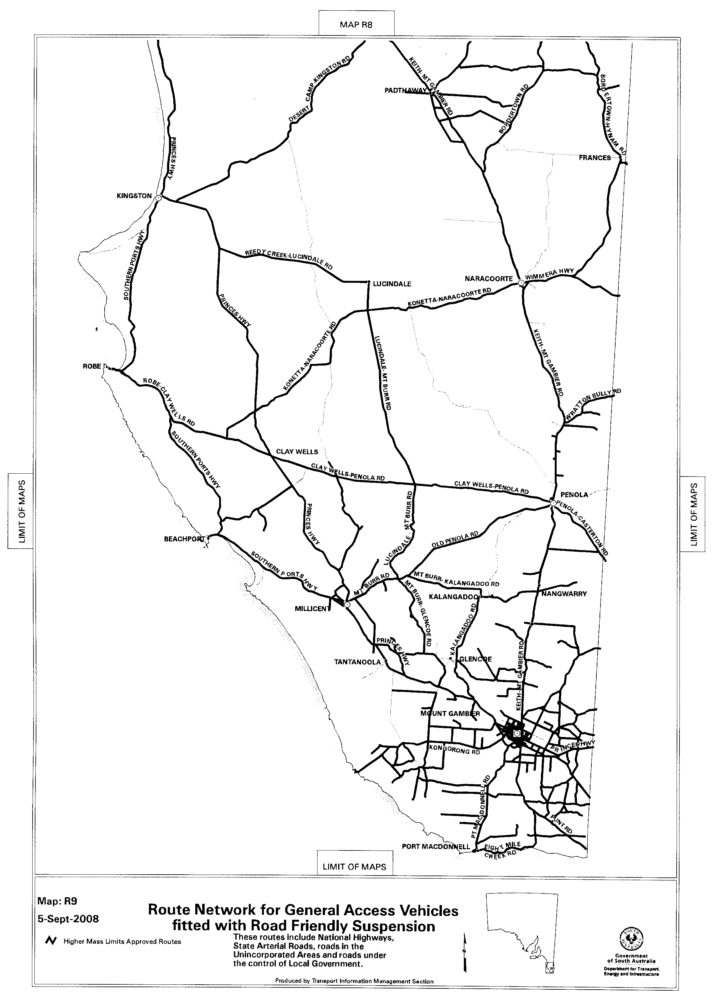 MAP R8
CAMP-KINGSTON RD
DESERT
KEITH- MT GAMBIER RD
PADTHAWAY
BORDERTOWN RD
BORDERTOWN-HYNAM RD
FRANCES
PRINCES HWY
KINGSTON
SOUTHERN PORTS HWY
REEDY CREEK-LUCINDALE RD
LUCINDALE
NARACOORTE
WIMMERA HWY
KONETTA-NARACOORTE RD
PRINCES HWY
KONETTA-NARACOORTE RD
LUCINDALE- MT BURR RD
KEITH- MT GAMBIER RD
ROBE
ROBE-CLAY WELLS RD
WRATTON BULLY RD
SOUTHERN PORTS HWY
CLAY WELLS
CLAY WELLS-PENOLA RD
CLAY WELLS-PENOLA RD
PENOLA
PENOLA-CASTERTON RD
LIMIT OF MAPS
LIMIT OF MAPS
PRINCES HWY
LUCINDALE - MT BURR RD
BEACHPORT
OLD PENOLA RD
SOUTHERN PORTS HWY
MT BURR RD
MT BURR- KALANGADOO RD
KALANGADOO
NANGWARRY
MILLICENT
MT BURR- GLENCOE RD
KALANGADOO RD
PRINCES HWY
TANTANOOLA
GLENCOE
KEITH-MT GAMBIER RD
MOUNT GAMBIER
KONGORONG RD
PRINCES HWY
PT MACDONNELL RD
PUNT RD
PORT MACDONNELL
EIGHT MILE
CREEK RD
LIMIT OF MAPS
Map: R9
5-Sept-2008
Higher Mass Limits Approved Routes
Route Network for General Access Vehicles
fitted with Road Friendly Suspension
These routes include National Highways,
State Arterial Roads, roads in the
Unincorporated Areas and roads under
the control of Local Government.
Produced by Transport Information Management Section
N
R9
SOUTH
AUSTRALIA
Government
of South Australia
Department for Transport,
Energy and Infrastructure